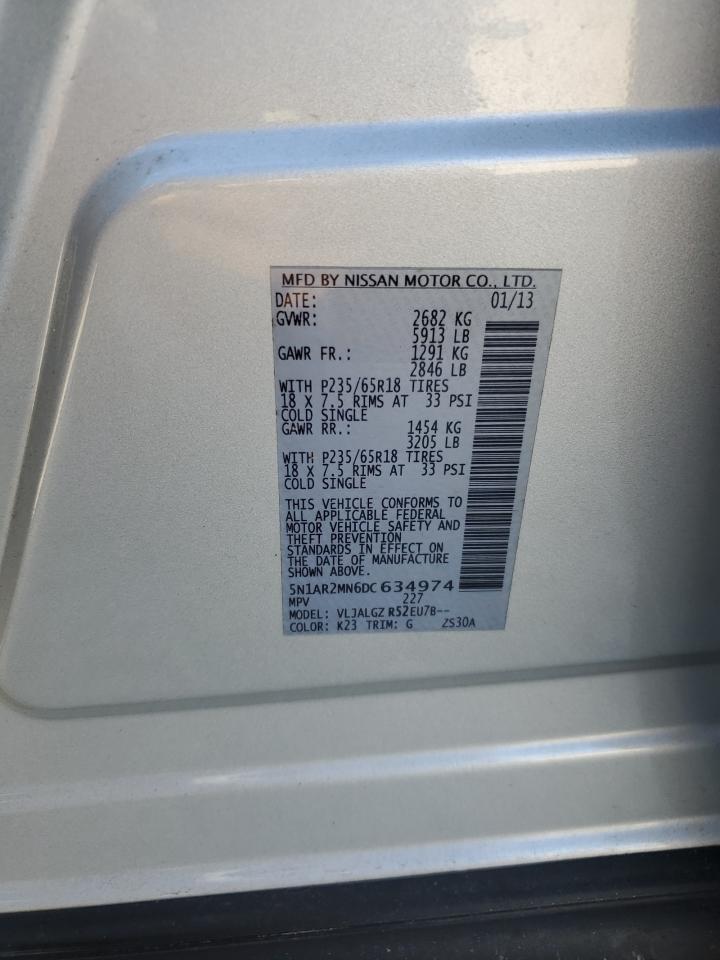 MFD BY NISSAN MOTOR CO., LTD.
DATE: 01/13
GVWR: 2682 KG
5913 LB
GAWR FR.: 1291 KG
2846 LB
WITH P235/65R18 TIRES
18 X 7.5 RIMS AT 33 PSI
COLD SINGLE
GAWR RR.: 1454 KG
3205 LB
WITH P235/65R18 TIRES
18 X 7.5 RIMS AT 33 PSI
COLD SINGLE
THIS VEHICLE CONFORMS TO
ALL APPLICABLE FEDERAL
MOTOR VEHICLE SAFETY AND
THEFT PREVENTION
STANDARDS IN EFFECT ON
THE DATE OF MANUFACTURE
SHOWN ABOVE.
5N1AR2MN6DC634974
MPV 227
MODEL: VLJALGZ R52EU7B--
COLOR: K23 TRIM: G ZS30A